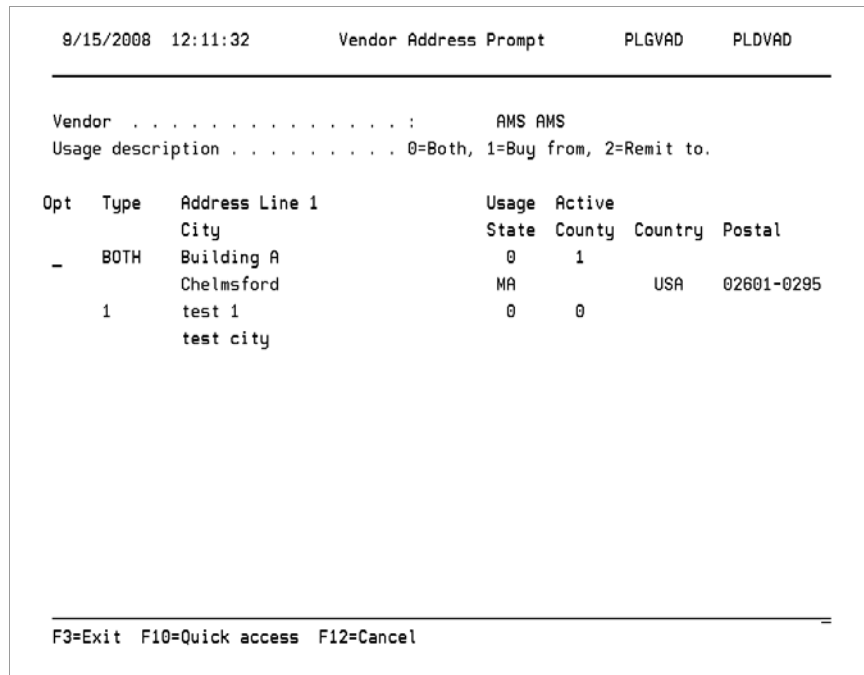 9/15/2008 12:11:32 Vendor Address Prompt PLGVAD PLDVAD
Vendor . . . . . . . . . . . . . . : AMS AMS
Usage description . . . . . . . . . 0=Both, 1=Buy from, 2=Remit to.
Opt Type Address Line 1 Usage Active
City State County Country Postal
_ BOTH Building A 0 1
Chelmsford MA USA 02601-0295
1 test 1 0 0
test city
F3=Exit F10=Quick access F12=Cancel